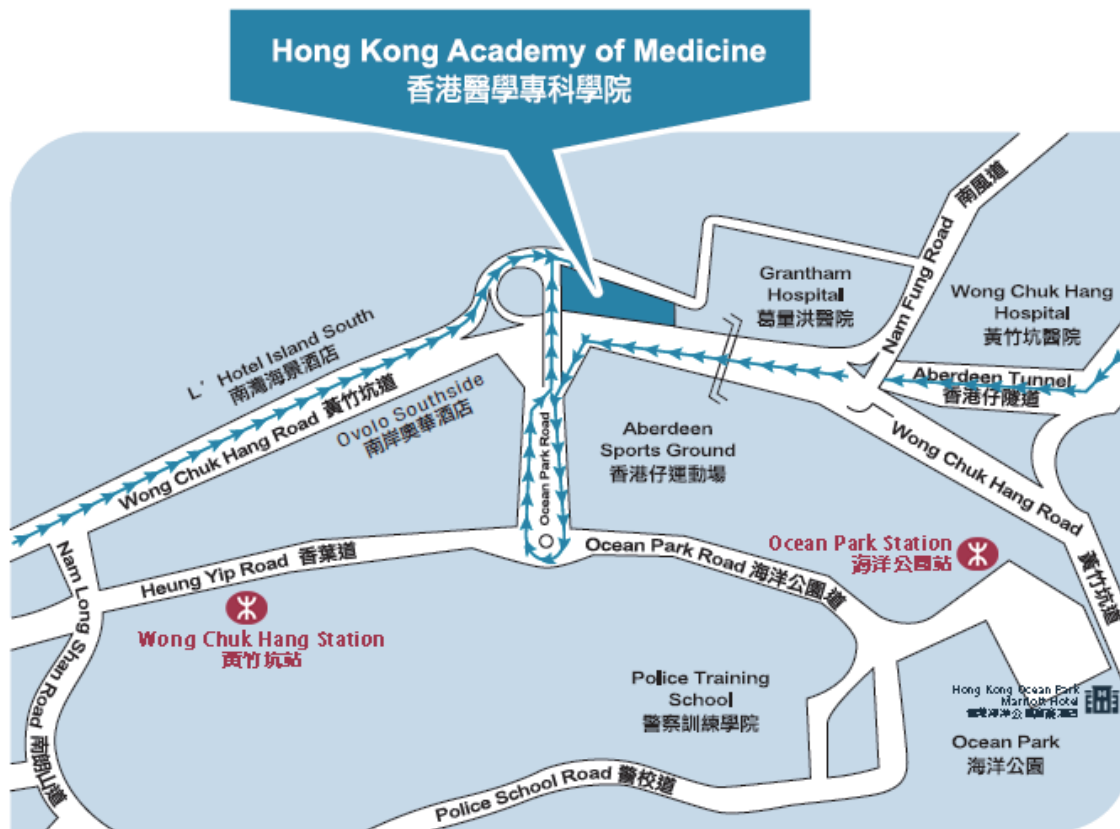 Hong Kong Academy of Medicine
香港醫學專科學院
Nam Fung Road 南風道
Grantham
Hospital
葛量洪醫院
Wong Chuk Hang
Hospital
黃竹坑醫院
L' Hotel Island South
南灣海景酒店
Wong Chuk Hang Road 黃竹坑道
Ovolo Southside
南岸奧華酒店
Aberdeen Tunnel
香港仔隧道
Aberdeen
Sports Ground
香港仔運動場
Ocean Park Road
Wong Chuk Hang Road
黃竹坑道
Nam Long Shan Road 南朗山道
Heung Yip Road 香葉道
Ocean Park Road 海洋公園道
Ocean Park Station
海洋公園站
Wong Chuk Hang Station
黃竹坑站
Police Training
School
警察訓練學院
Hong Kong Ocean Park
Marriott Hotel
Ocean Park
海洋公園
Police School Road 警校道